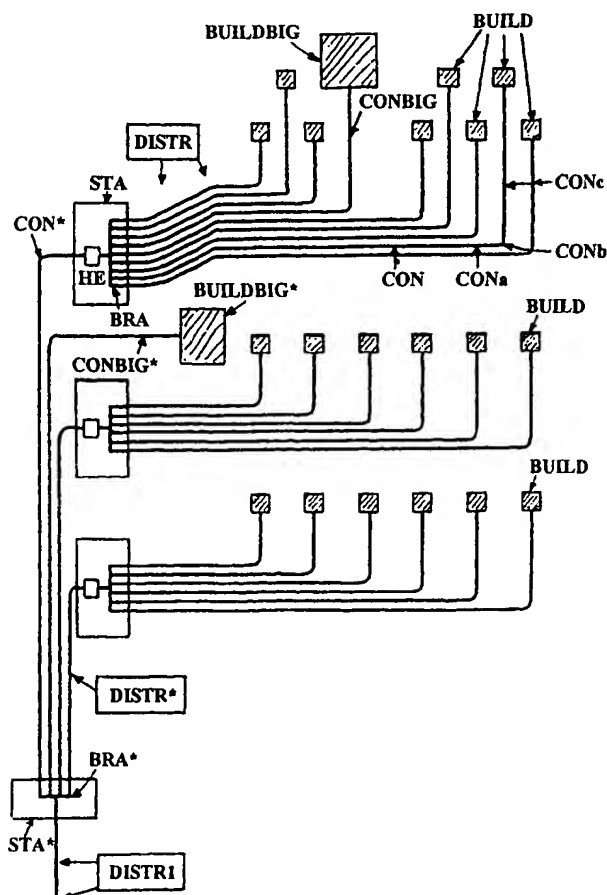 BUILDBIG
BUILD
CONBIG
DISTR
STA
CONc
CON*
CONb
HE
CON
CONa
BRA
BUILDBIG*
BUILD
CONBIG*
BUILD
DISTR*
BRA*
STA*
DISTR1